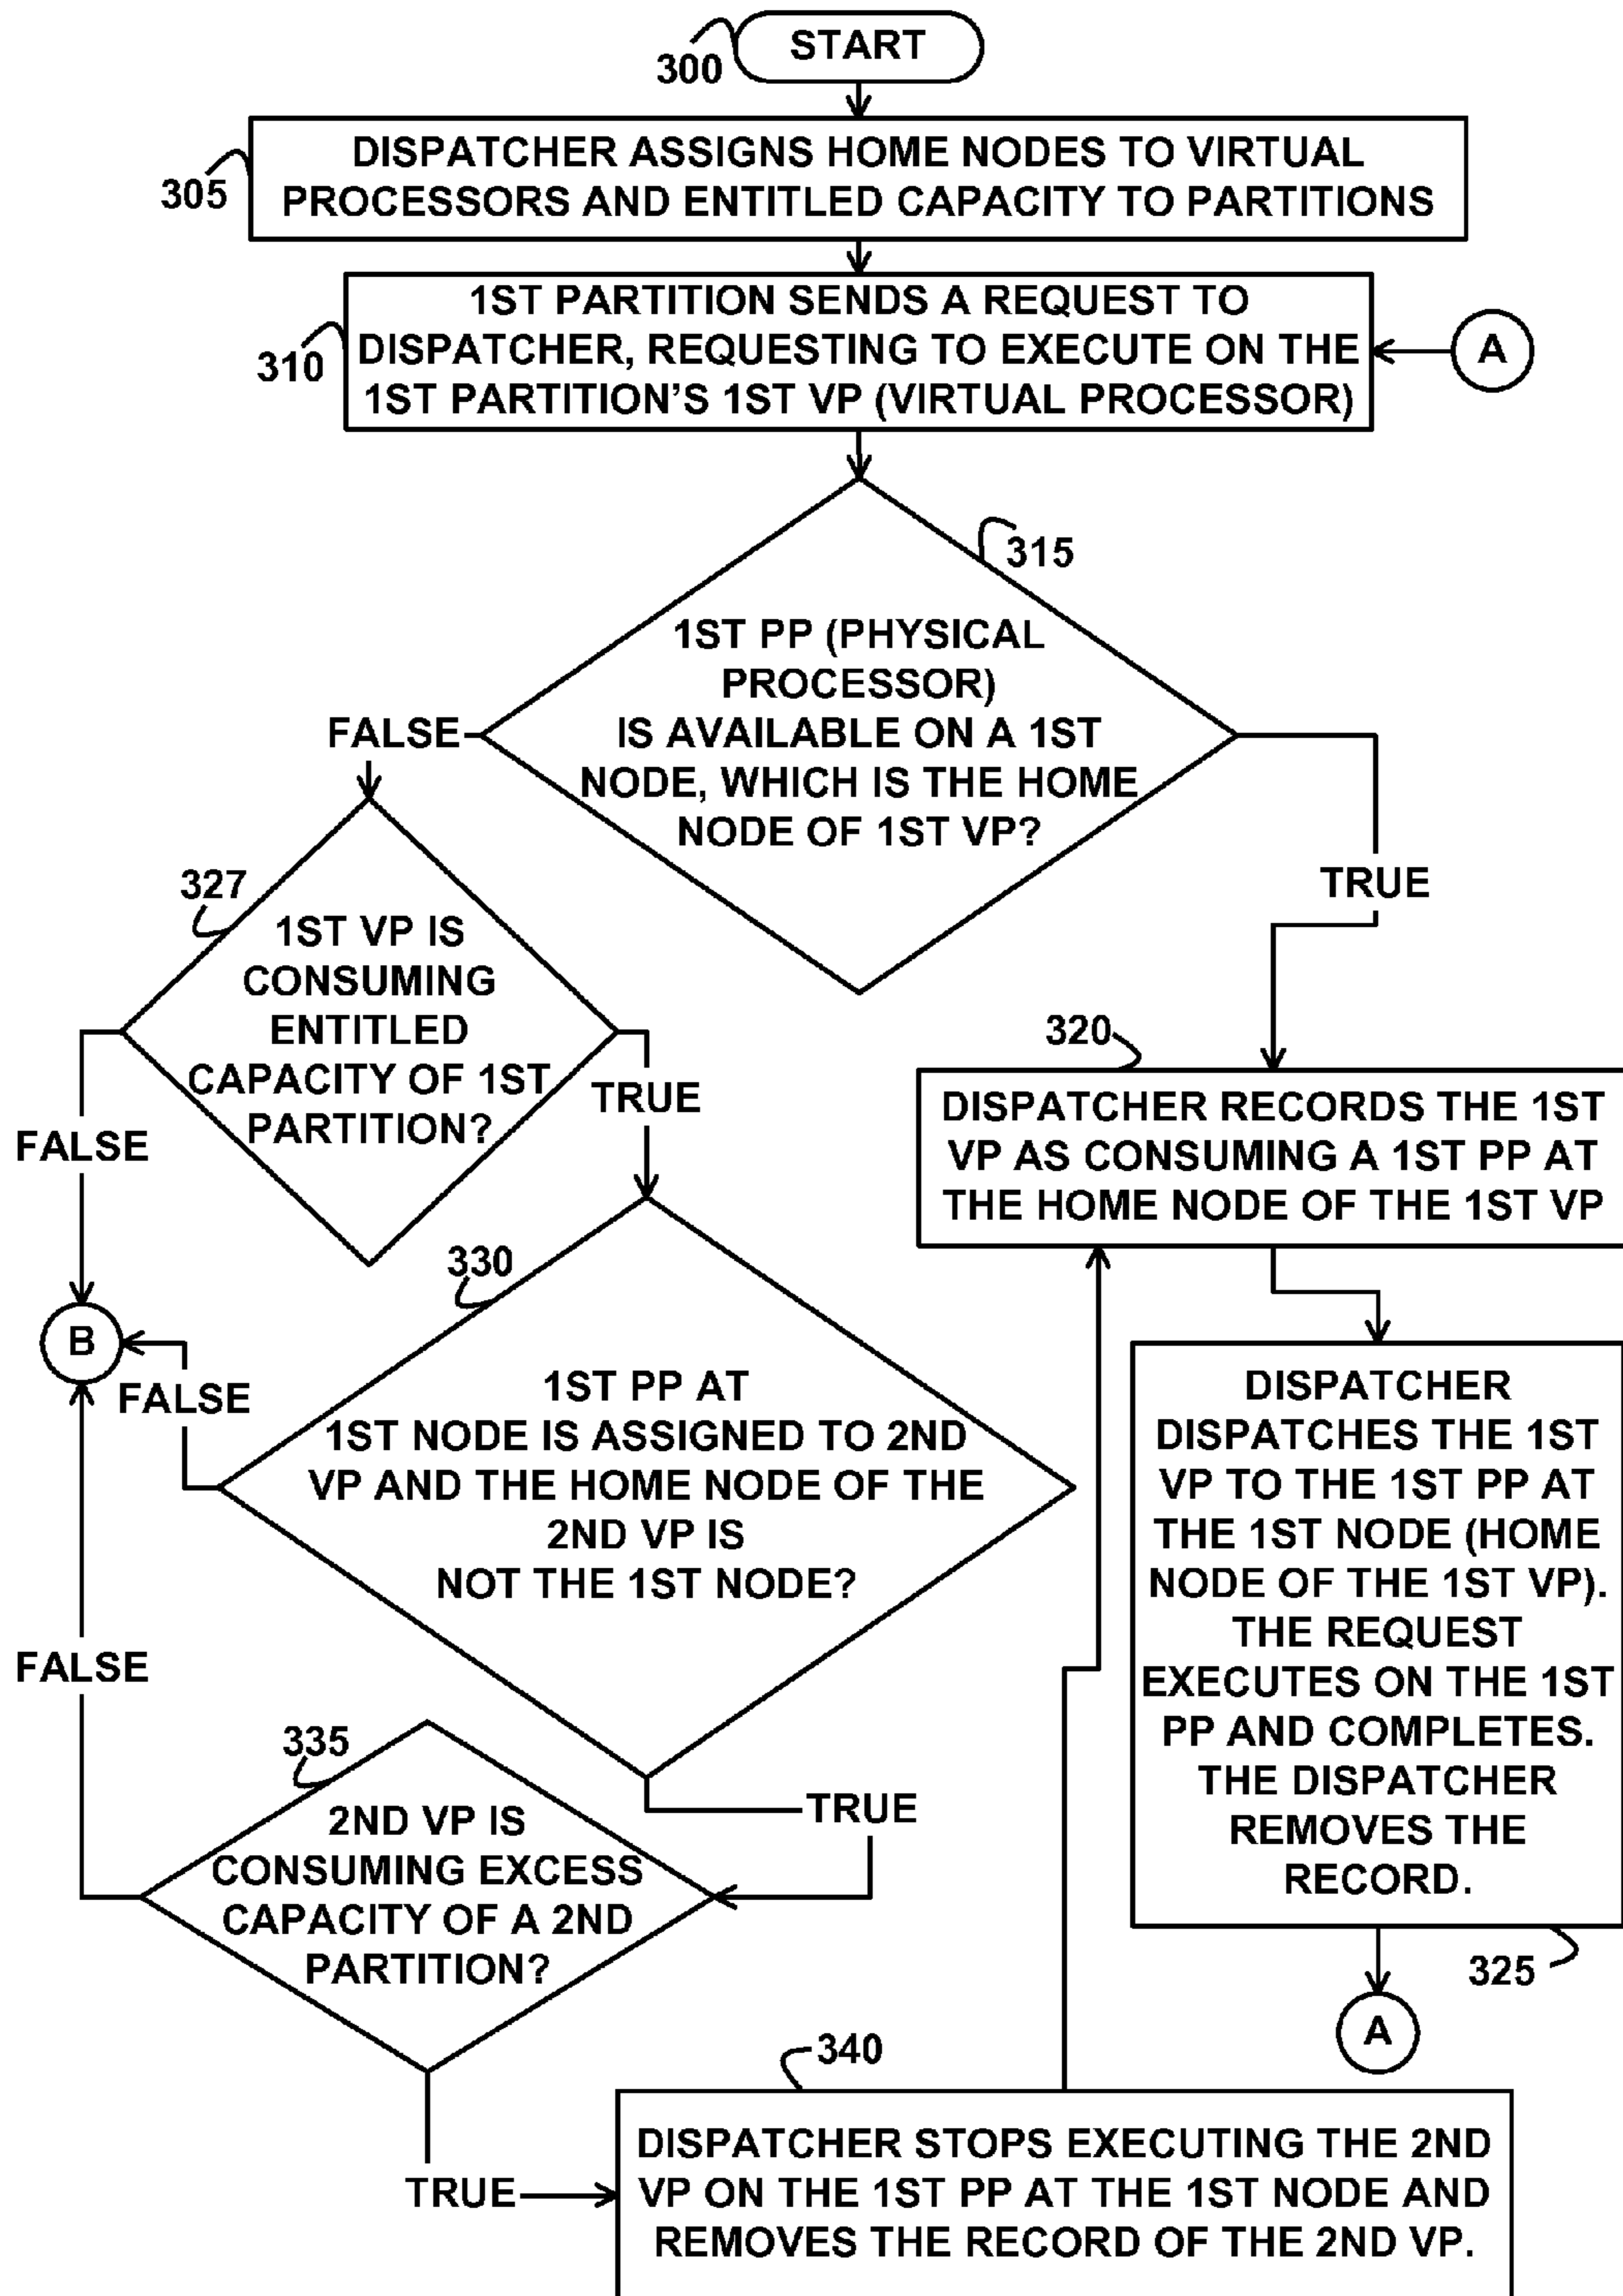 START
300
DISPATCHER ASSIGNS HOME NODES TO VIRTUAL
PROCESSORS AND ENTITLED CAPACITY TO PARTITIONS
305
1ST PARTITION SENDS A REQUEST TO
DISPATCHER, REQUESTING TO EXECUTE ON THE
1ST PARTITION'S 1ST VP (VIRTUAL PROCESSOR)
310
A
315
1ST PP (PHYSICAL
PROCESSOR)
IS AVAILABLE ON A 1ST
NODE, WHICH IS THE HOME
NODE OF 1ST VP?
FALSE
TRUE
327
1ST VP IS
CONSUMING
ENTITLED
CAPACITY OF 1ST
PARTITION?
FALSE
TRUE
320
DISPATCHER RECORDS THE 1ST
VP AS CONSUMING A 1ST PP AT
THE HOME NODE OF THE 1ST VP
330
B
FALSE
1ST PP AT
1ST NODE IS ASSIGNED TO 2ND
VP AND THE HOME NODE OF THE
2ND VP IS
NOT THE 1ST NODE?
DISPATCHER
DISPATCHES THE 1ST
VP TO THE 1ST PP AT
THE 1ST NODE (HOME
NODE OF THE 1ST VP).
THE REQUEST
EXECUTES ON THE 1ST
PP AND COMPLETES.
THE DISPATCHER
REMOVES THE
RECORD.
325
A
FALSE
TRUE
335
2ND VP IS
CONSUMING EXCESS
CAPACITY OF A 2ND
PARTITION?
TRUE
340
DISPATCHER STOPS EXECUTING THE 2ND
VP ON THE 1ST PP AT THE 1ST NODE AND
REMOVES THE RECORD OF THE 2ND VP.